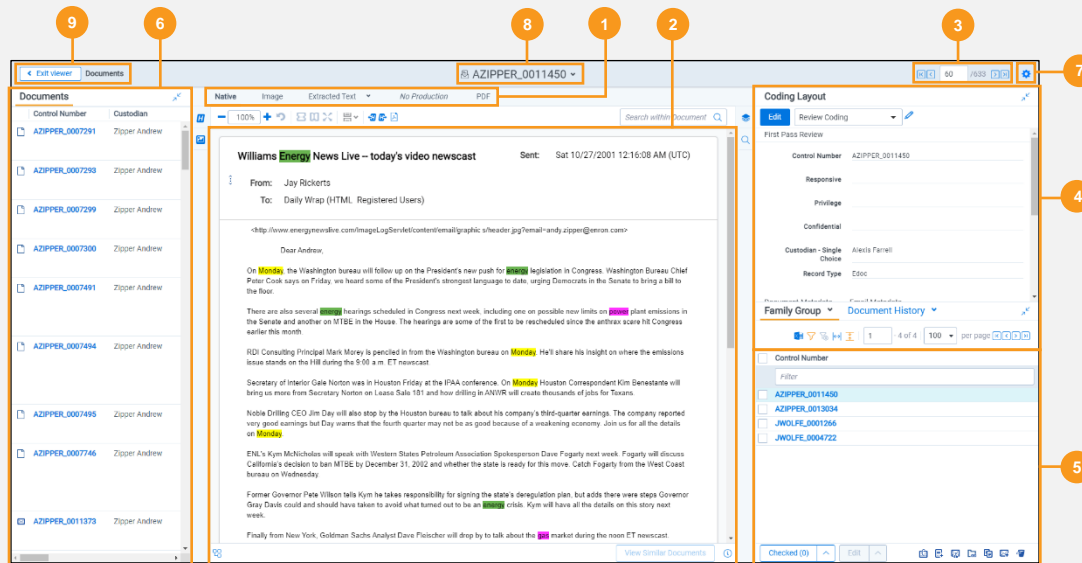 9
6
8
1
2
3
7
4
5
Exit viewer Documents
AZIPPER_0011450
60 /633
Documents
Control Number Custodian
AZIPPER_0007291 Zipper Andrew
AZIPPER_0007293 Zipper Andrew
AZIPPER_0007299 Zipper Andrew
AZIPPER_0007300 Zipper Andrew
AZIPPER_0007491 Zipper Andrew
AZIPPER_0007494 Zipper Andrew
AZIPPER_0007495 Zipper Andrew
AZIPPER_0007746 Zipper Andrew
AZIPPER_0011373 Zipper Andrew
Native Image Extracted Text No Production PDF
100% Search within Document
Williams Energy News Live – today's video newscast Sent: Sat 10/27/2001 12:16:08 AM (UTC)
From: Jay Rickerts
To: Daily Wrap (HTML Registered Users)
<http://www.energynewslive.com/ImageLogServlet/content/email/graphic s/header.jpg?email=andy.zipper@enron.com>
Dear Andrew,
On Monday, the Washington bureau will follow up on the President's new push for energy legislation in Congress. Washington Bureau Chief
Peter Cook says on Friday, we heard some of the President's strongest language to date, urging Democrats in the Senate to bring a bill to
the floor.
There are also several energy hearings scheduled in Congress next week, including one on possible new limits on power plant emissions in
the Senate and another on MTBE in the House. The hearings are some of the first to be rescheduled since the anthrax scare hit Congress
earlier this month.
RDI Consulting Principal Mark Morey is penciled in from the Washington bureau on Monday. He'll share his insight on where the emissions
issue stands on the Hill during the 9:00 a.m. ET newscast.
Secretary of Interior Gale Norton was in Houston Friday at the IPAA conference. On Monday Houston Correspondent Kim Benestante will
bring us more from Secretary Norton on Lease Sale 181 and how drilling in ANWR will create thousands of jobs for Texans.
Noble Drilling CEO Jim Day will also stop by the Houston bureau to talk about his company's third-quarter earnings. The company reported
very good earnings but Day warns that the fourth quarter may not be as good because of a weakening economy. Join us for all the details
on Monday.
ENL's Kym McNicholas will speak with Western States Petroleum Association Spokesperson Dave Fogarty next week. Fogarty will discuss
California's decision to ban MTBE by December 31, 2002 and whether the state is ready for this move. Catch Fogarty from the West Coast
bureau on Wednesday.
Former Governor Pete Wilson tells Kym he takes responsibility for signing the state's deregulation plan, but adds there were steps Governor
Gray Davis could and should have taken to avoid what turned out to be an energy crisis. Kym will have all the details on this story next
week.
Finally from New York, Goldman Sachs Analyst Dave Fleischer will drop by to talk about the gas market during the noon ET newscast.
View Similar Documents
Coding Layout
Edit Review Coding
First Pass Review
Control Number AZIPPER_0011450
Responsive
Privilege
Confidential
Custodian - Single
Choice
Alexis Farrell
Record Type Edoc
Document Metadata Email Metadata
Family Group Document History
1 - 4 of 4 100 per page
Control Number
Filter
AZIPPER_0011450
AZIPPER_0013034
JWOLFE_0001266
JWOLFE_0004722
Checked (0) Edit